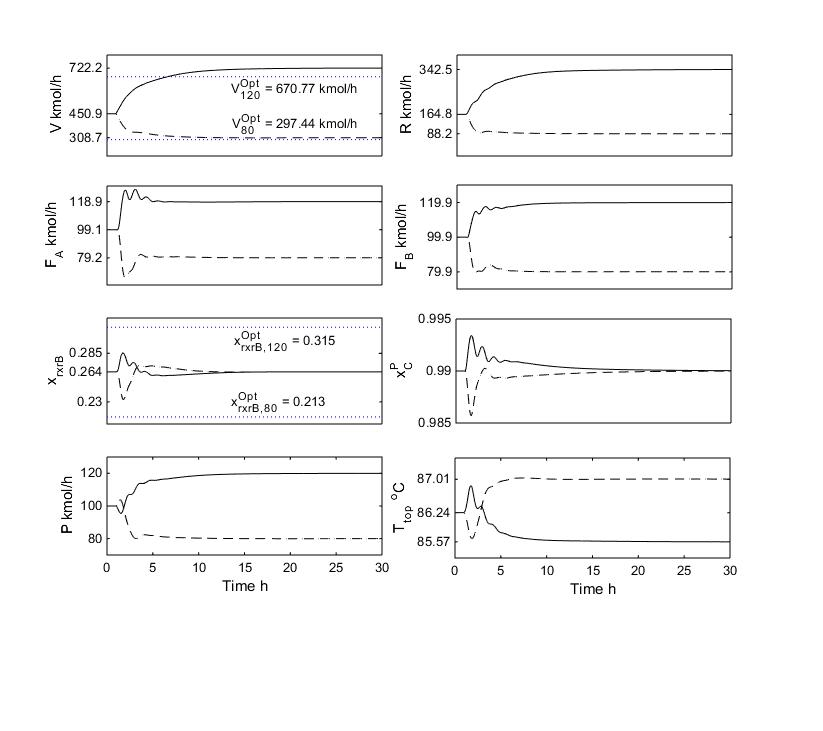 V kmol/h
722.2
450.9
308.7
V^Opt_120 = 670.77 kmol/h
V^Opt_80 = 297.44 kmol/h
R kmol/h
342.5
164.8
88.2
F_A kmol/h
118.9
99.1
79.2
F_B kmol/h
119.9
99.9
79.9
x_rxrB
0.285
0.264
0.23
x^Opt_rxrB,120 = 0.315
x^Opt_rxrB,80 = 0.213
x^P_C
0.995
0.99
0.985
P kmol/h
120
100
80
0 5 10 15 20 25 30
Time h
T_top °C
87.01
86.24
85.57
0 5 10 15 20 25 30
Time h